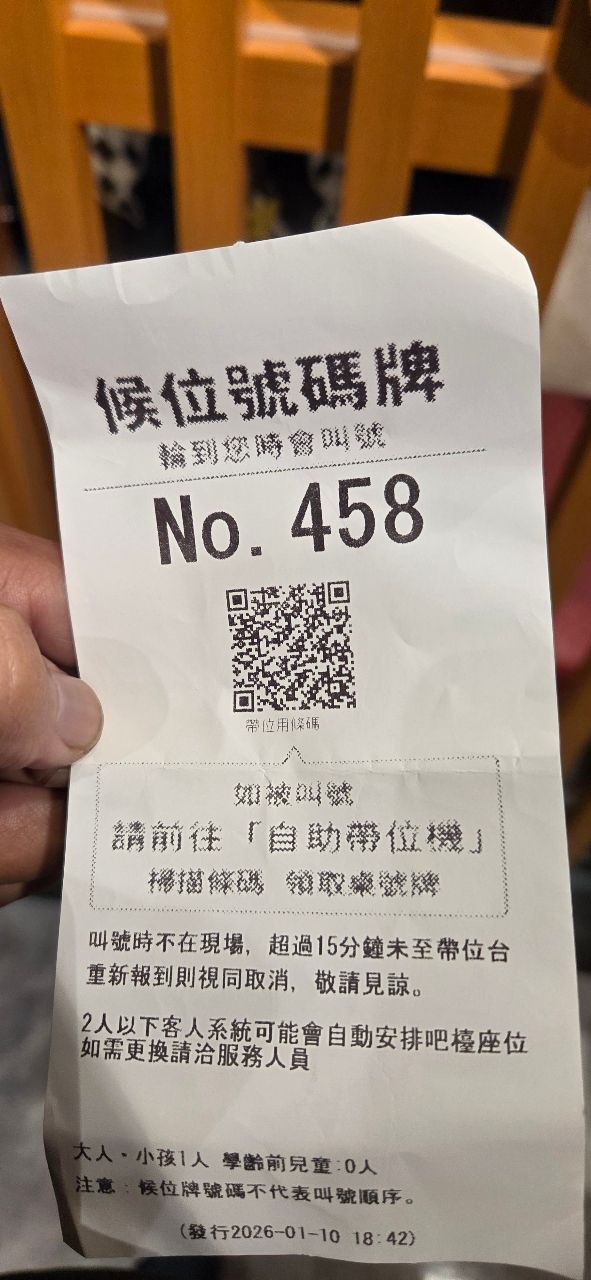 候位號碼牌
輪到您時會叫號
No. 458
帶位用條碼
如被叫號
請前往「自助帶位機」
掃描條碼 領取桌號牌
叫號時不在現場, 超過15分鐘未至帶位台
重新報到則視同取消, 敬請見諒。
2人以下客人系統可能會自動安排吧檯座位
如需更換請洽服務人員
大人・小孩1人 學齡前兒童:0人
注意:候位牌號碼不代表叫號順序。
(發行2026-01-10 18:42)